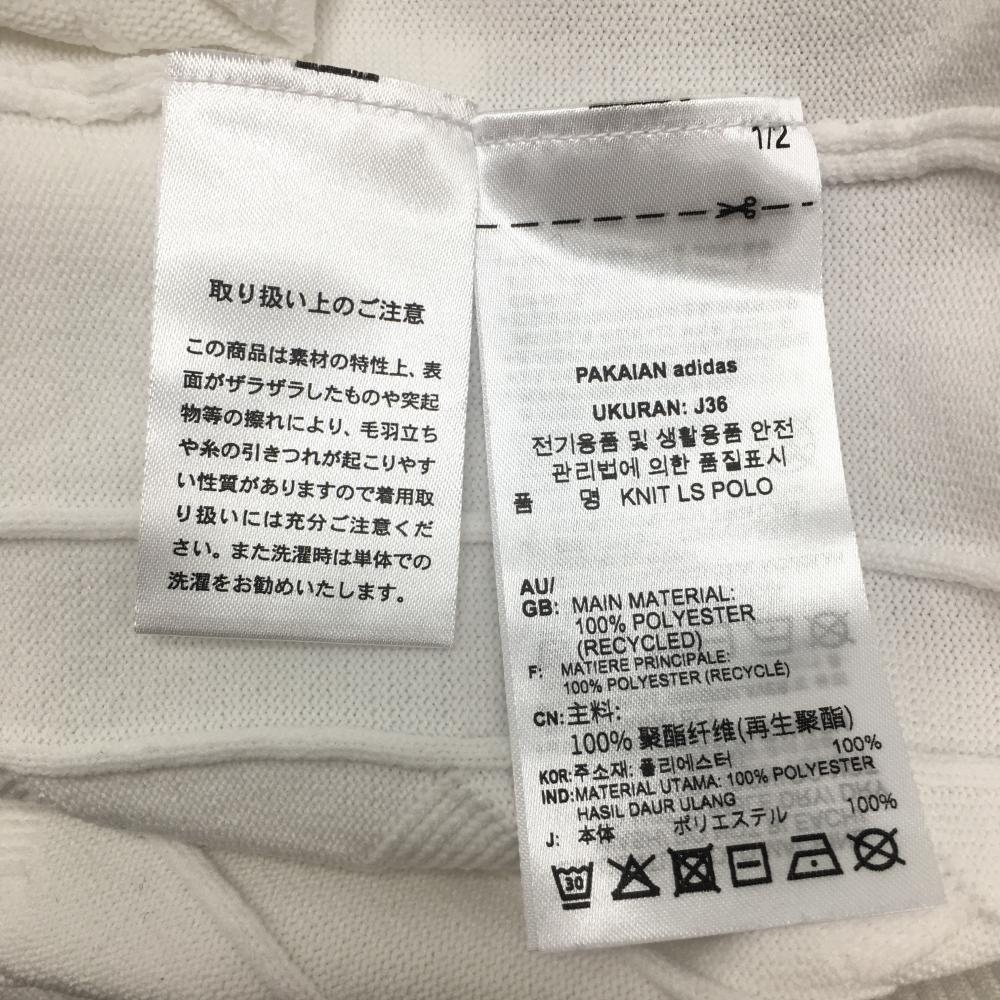 取り扱い上のご注意
この商品は素材の特性上、表
面がザラザラしたものや突起
物等の擦れにより、毛羽立ち
や糸の引きつれが起こりやす
い性質がありますので着用取
り扱いには充分ご注意くだ
さい。また洗濯時は単体での
洗濯をお勧めいたします。
1/2
PAKAIAN adidas
UKURAN: J36
전기용품 및 생활용품 안전
관리법에 의한 품질표시
품 명 KNIT LS POLO
AU/
GB: MAIN MATERIAL:
100% POLYESTER
(RECYCLED)
F: MATIERE PRINCIPALE:
100% POLYESTER (RECYCLÉ)
CN: 主料:
100% 聚酯纤维(再生聚酯)
KOR: 주소재: 폴리에스터 100%
IND: MATERIAL UTAMA: 100% POLYESTER
HASIL DAUR ULANG
J: 本体 ポリエステル 100%
30